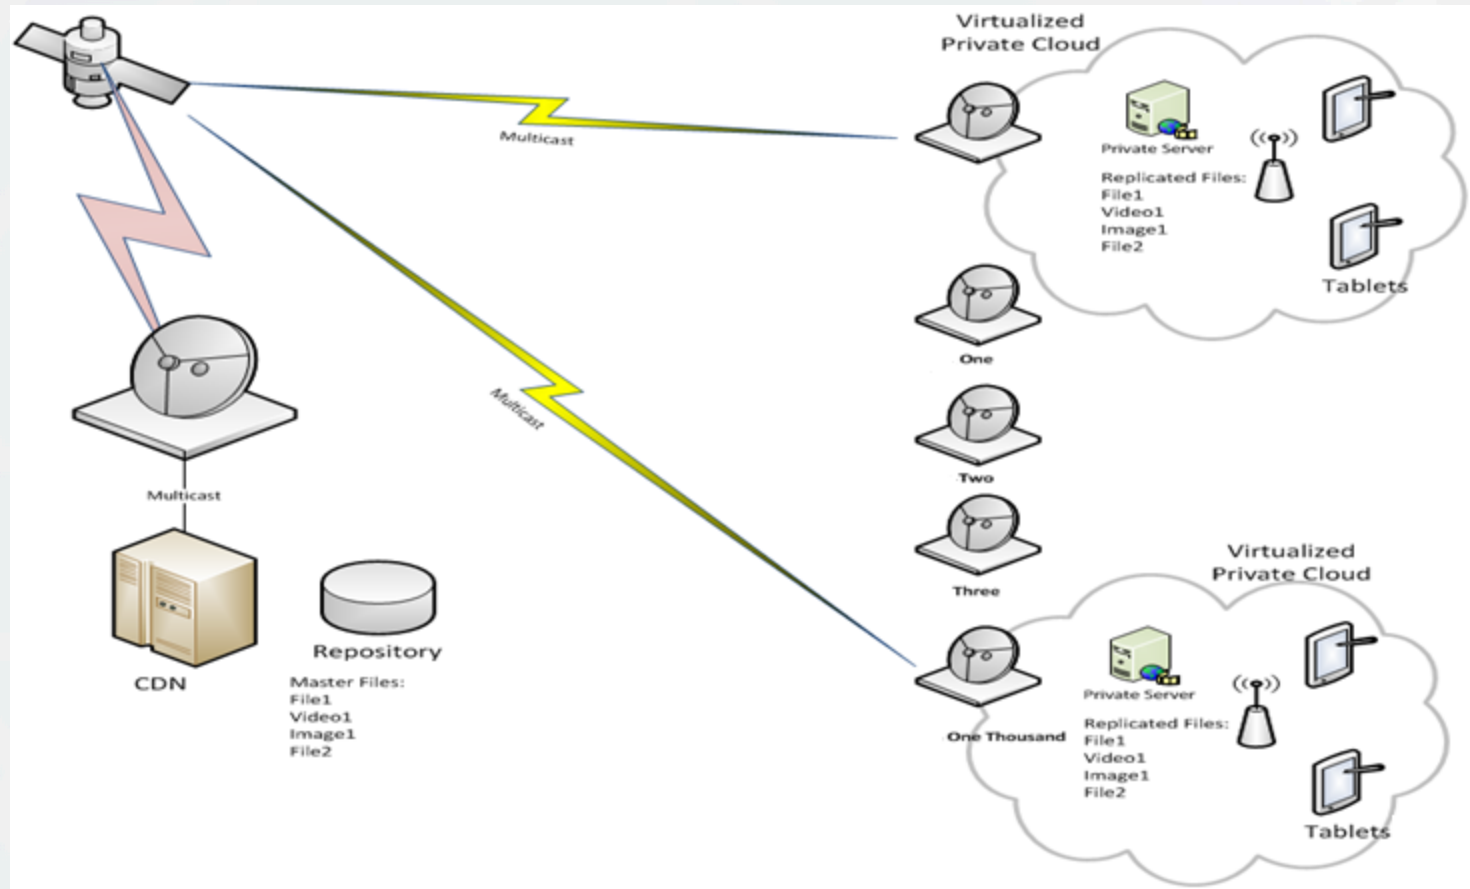 Virtualized
Private Cloud
Multicast
Private Server
Replicated Files:
File1
Video1
Image1
File2
Tablets
One
Multicast
Two
Three
Multicast
CDN
Repository
Master Files:
File1
Video1
Image1
File2
Virtualized
Private Cloud
One Thousand
Private Server
Replicated Files:
File1
Video1
Image1
File2
Tablets